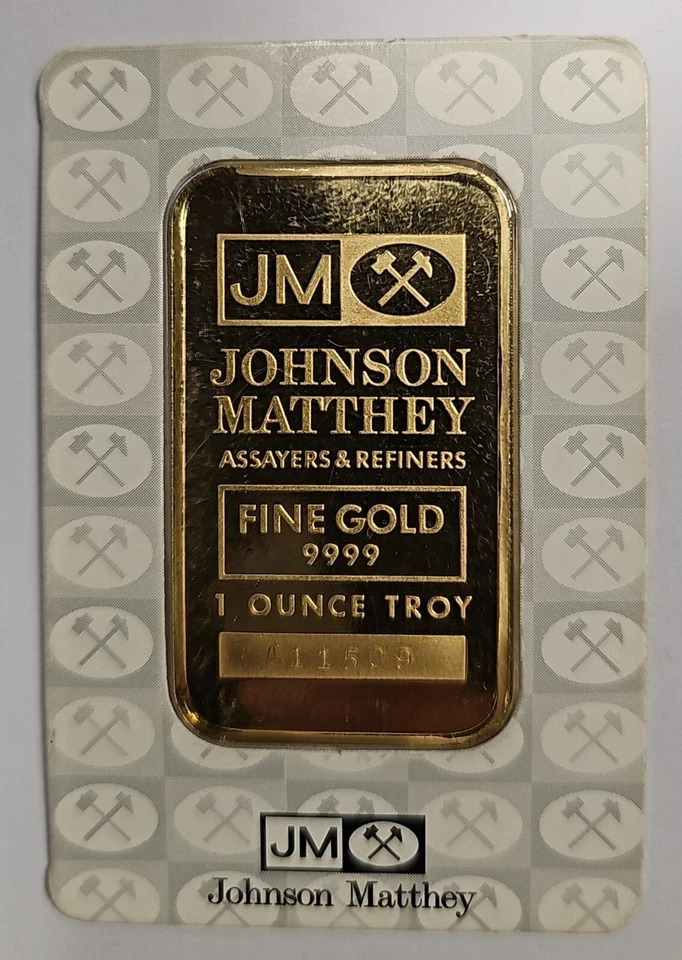 JM
JOHNSON
MATTHEY
ASSAYERS & REFINERS
FINE GOLD
9999
1 OUNCE TROY
A11509
JM
Johnson Matthey